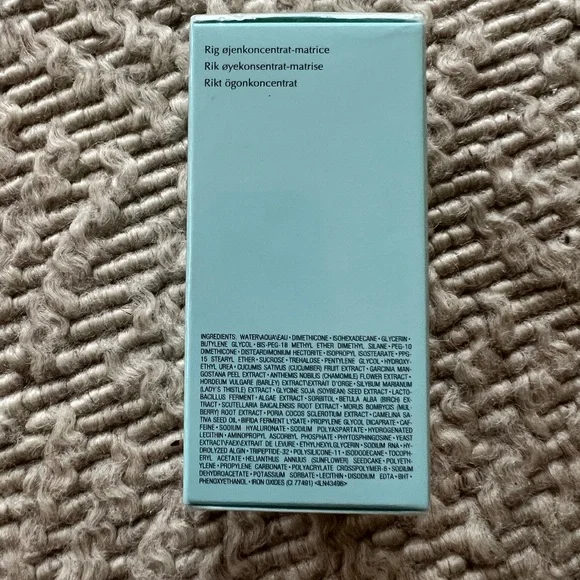 Rig øjenkoncentrat-matrice
Rik øyekonsentrat-matrise
Rikt ögonkoncentrat
INGREDIENTS: WATER\AQUA\EAU • DIMETHICONE • ISOHEXADECANE • GLYCERIN •
BUTYLENE GLYCOL • BIS-PEG-18 METHYL ETHER DIMETHYL SILANE • PEG-10
DIMETHICONE • DISTEARDIMONIUM HECTORITE • ISOPROPYL ISOSTEARATE • PPG-
15 STEARYL ETHER • SUCROSE • TREHALOSE • PENTYLENE GLYCOL • HYDROXY-
ETHYL UREA • CUCUMIS SATIVUS (CUCUMBER) FRUIT EXTRACT • GARCINIA MAN-
GOSTANA PEEL EXTRACT • ANTHEMIS NOBILIS (CHAMOMILE) FLOWER EXTRACT •
HORDEUM VULGARE (BARLEY) EXTRACT\EXTRAIT D'ORGE • SILYBUM MARIANUM
(LADY'S THISTLE) EXTRACT • GLYCINE SOJA (SOYBEAN) SEED EXTRACT • LACTO-
BACILLUS FERMENT • ALGAE EXTRACT • SORBITOL • BETULA ALBA (BIRCH) EX-
TRACT • SCUTELLARIA BAICALENSIS ROOT EXTRACT • MORUS BOMBYCIS (MUL-
BERRY) ROOT EXTRACT • PORIA COCOS SCLEROTIUM EXTRACT • CAMELINA SA-
TIVA SEED OIL • BIFIDA FERMENT LYSATE • PROPYLENE GLYCOL DICAPRATE • CAF-
FEINE • SODIUM HYALURONATE • SODIUM POLYASPARTATE • HYDROGENATED
LECITHIN • AMINOPROPYL ASCORBYL PHOSPHATE • PHYTOSPHINGOSINE • YEAST
EXTRACT\FAEX\EXTRAIT DE LEVURE • ETHYLHEXYLGLYCERIN • SODIUM RNA • HY-
DROLYZED ALGIN • TRIPEPTIDE-32 • POLYSILICONE-11 • ISODODECANE • TOCOPH-
ERYL ACETATE • HELIANTHUS ANNUUS (SUNFLOWER) SEEDCAKE • POLYETHY-
LENE • PROPYLENE CARBONATE • POLYACRYLATE CROSSPOLYMER-6 • SODIUM
DEHYDROACETATE • POTASSIUM SORBATE • LECITHIN • DISODIUM EDTA • BHT •
PHENOXYETHANOL • IRON OXIDES (CI 77491) <ILN43498>